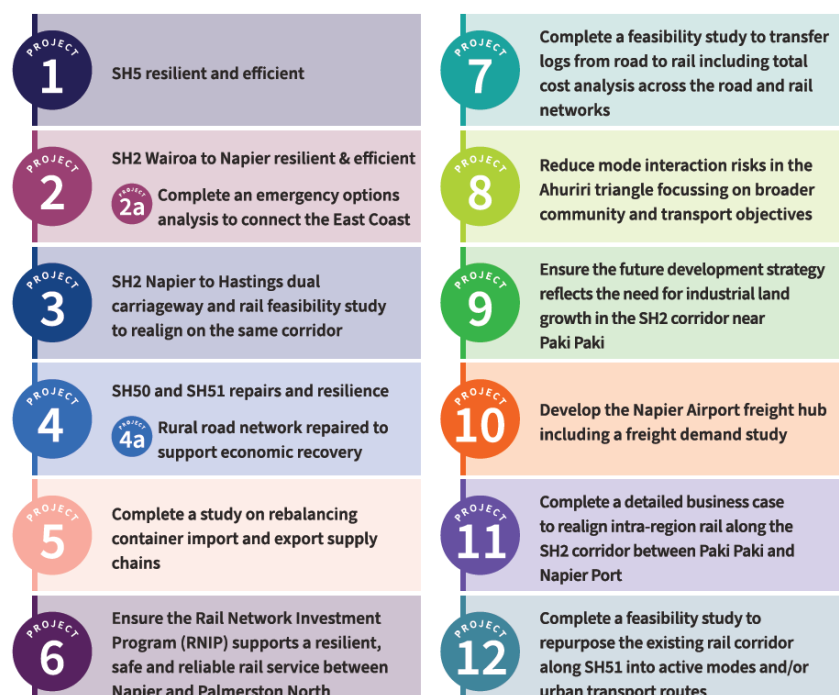 PROJECT
1
SH5 resilient and efficient
PROJECT
2
SH2 Wairoa to Napier resilient & efficient
PROJECT
2a
Complete an emergency options
analysis to connect the East Coast
PROJECT
3
SH2 Napier to Hastings dual
carriageway and rail feasibility study
to realign on the same corridor
PROJECT
4
SH50 and SH51 repairs and resilience
PROJECT
4a
Rural road network repaired to
support economic recovery
PROJECT
5
Complete a study on rebalancing
container import and export supply
chains
PROJECT
6
Ensure the Rail Network Investment
Program (RNIP) supports a resilient,
safe and reliable rail service between
Napier and Palmerston North
PROJECT
7
Complete a feasibility study to transfer
logs from road to rail including total
cost analysis across the road and rail
networks
PROJECT
8
Reduce mode interaction risks in the
Ahuriri triangle focussing on broader
community and transport objectives
PROJECT
9
Ensure the future development strategy
reflects the need for industrial land
growth in the SH2 corridor near
Paki Paki
PROJECT
10
Develop the Napier Airport freight hub
including a freight demand study
PROJECT
11
Complete a detailed business case
to realign intra-region rail along the
SH2 corridor between Paki Paki and
Napier Port
PROJECT
12
Complete a feasibility study to
repurpose the existing rail corridor
along SH51 into active modes and/or
urban transport routes